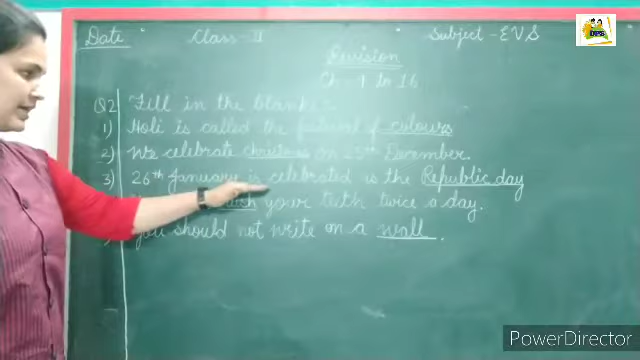 Date Class-II Subject - EVS
Revision
Ch-1 to 16
Q2 Fill in the blanks.
1) Holi is called the festival of colours
2) We celebrate christmas on 25th December.
3) 26th January is celebrated is the Republic day
your teeth twice a day.
you should not write on a wall.
PowerDirector